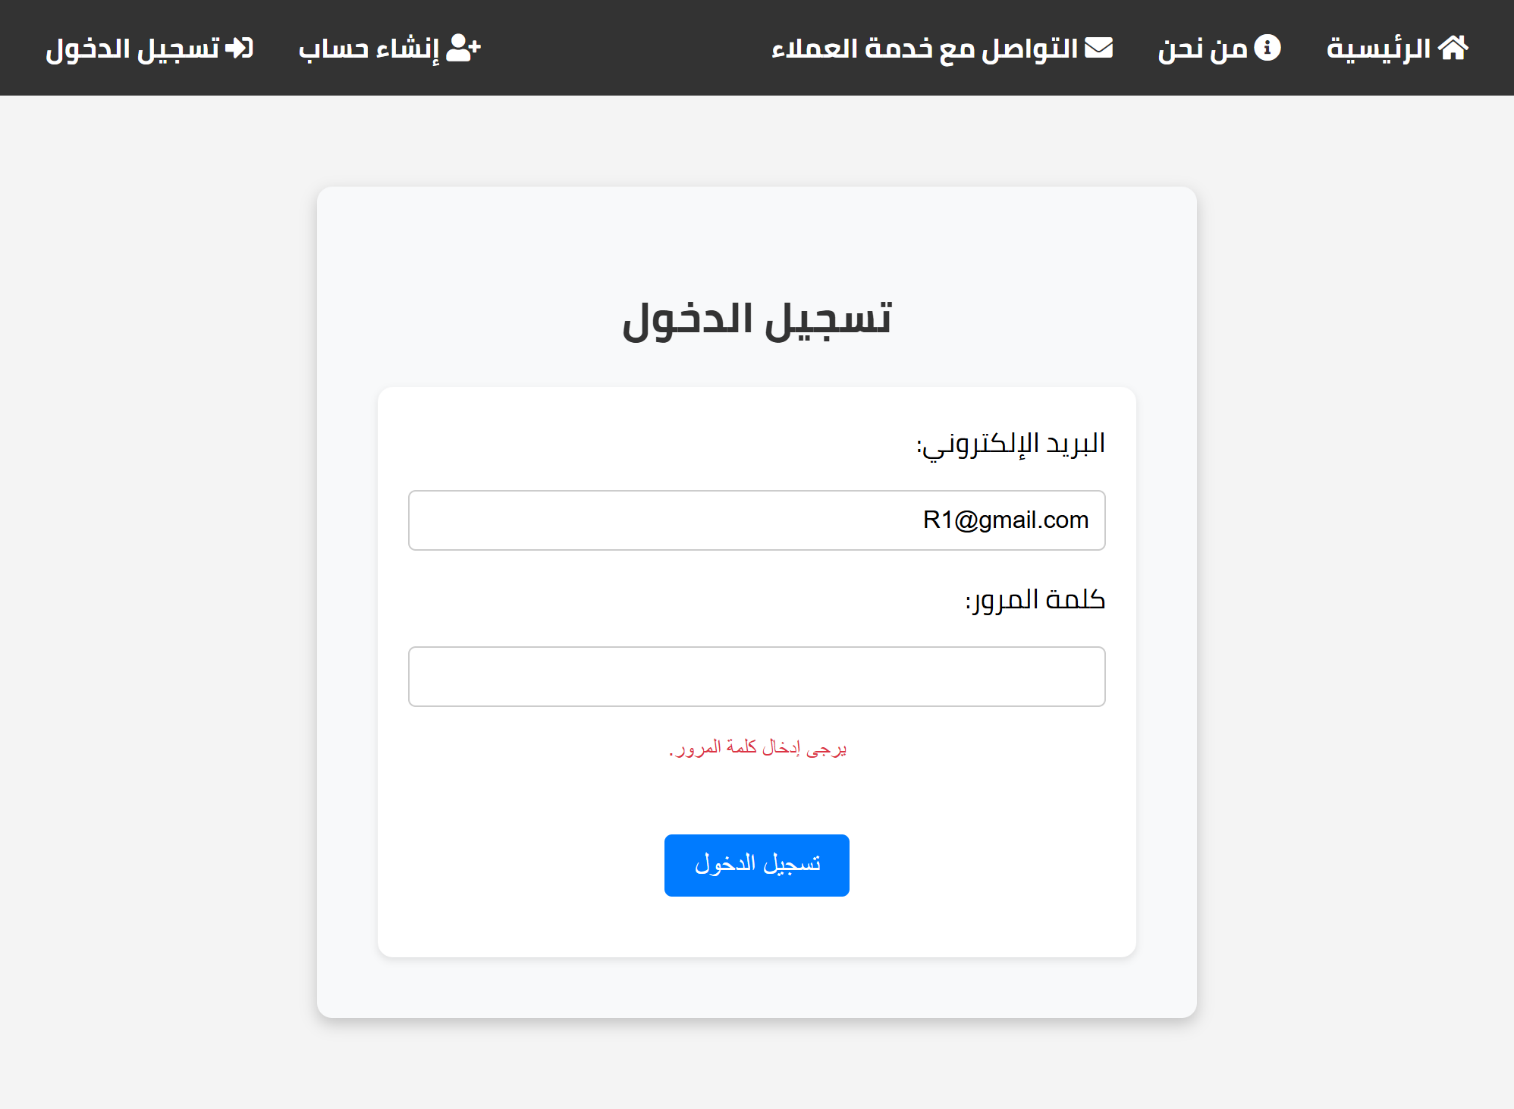 الرئيسية
من نحن
التواصل مع خدمة العملاء
إنشاء حساب
تسجيل الدخول
تسجيل الدخول
البريد الإلكتروني:
R1@gmail.com
كلمة المرور:
يرجى إدخال كلمة المرور.
تسجيل الدخول